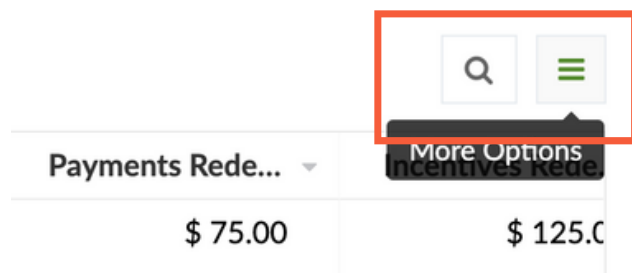 More Options
Payments Rede... Incentives Rede.
$ 75.00 $ 125.0